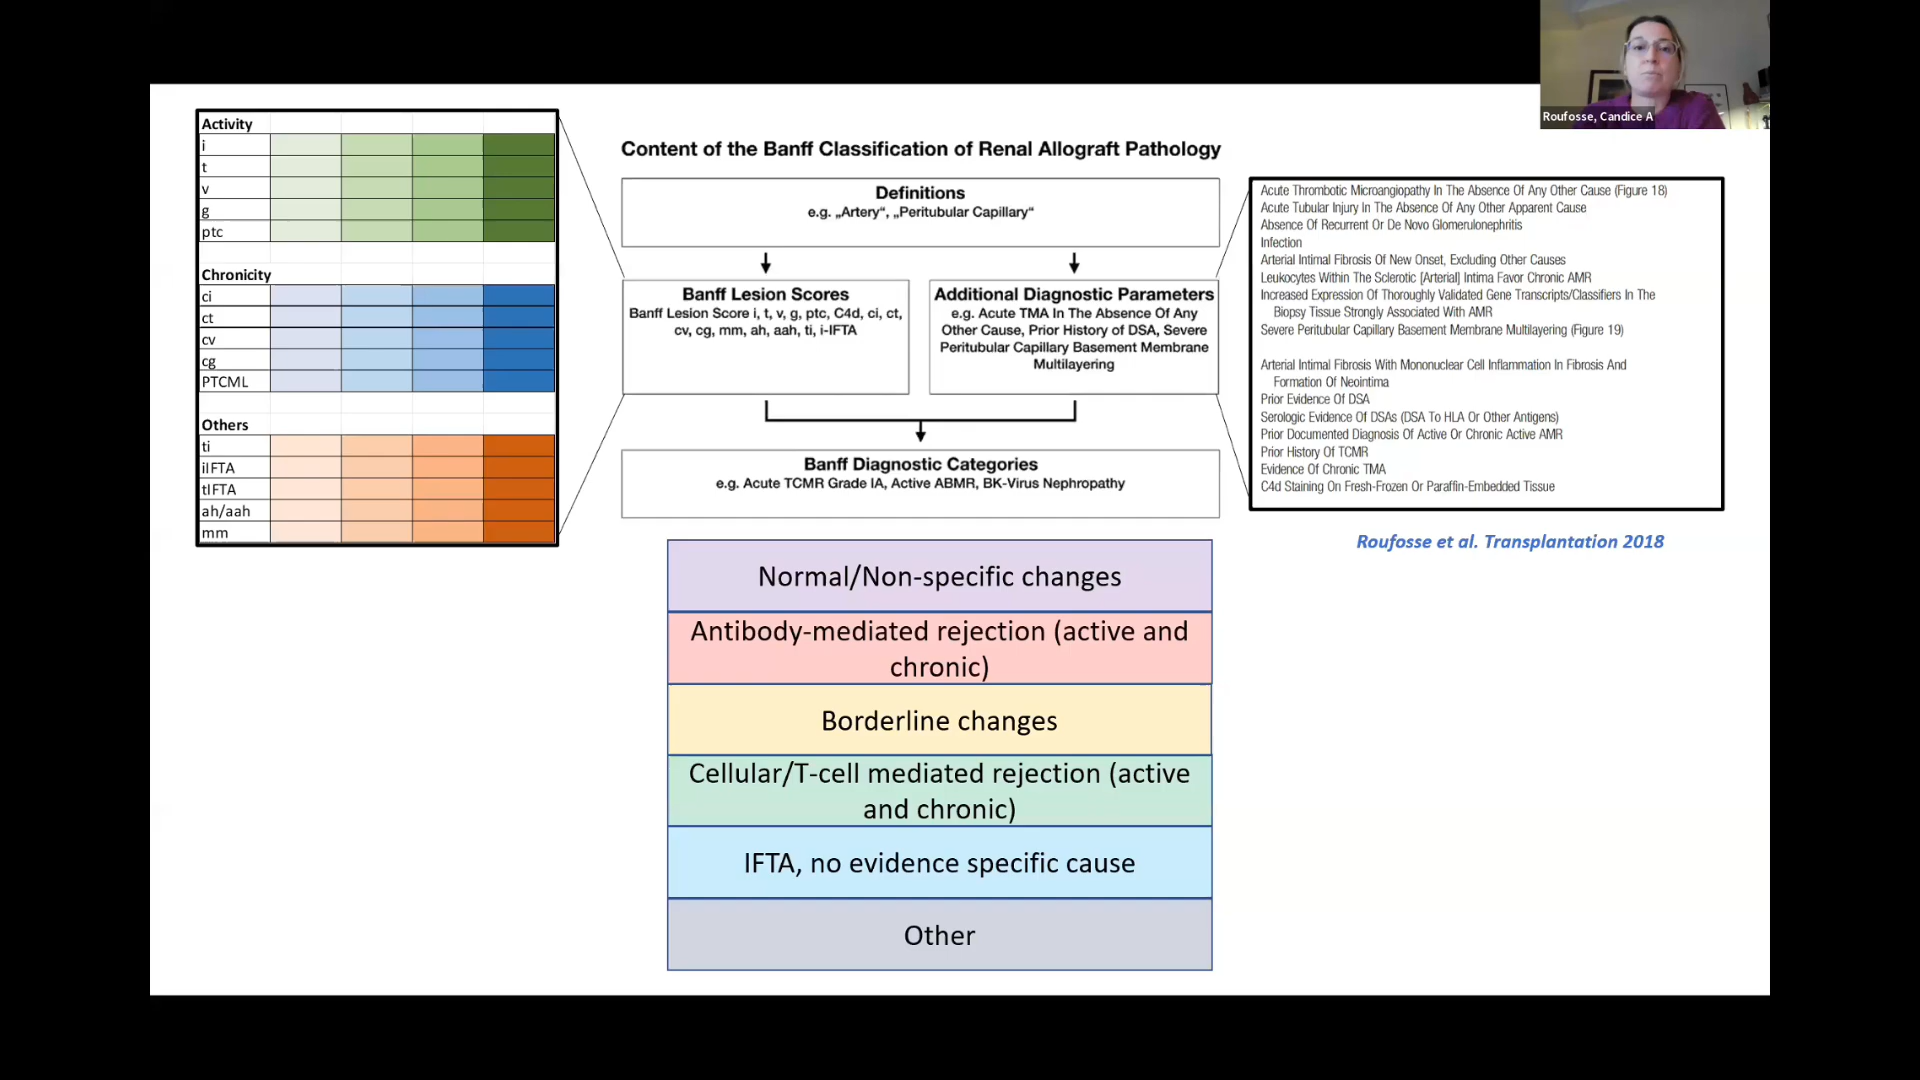 Roufosse, Candice A
Activity
i
t
v
g
ptc
Chronicity
ci
ct
cv
cg
PTCML
Others
ti
iIFTA
tIFTA
ah/aah
mm
Content of the Banff Classification of Renal Allograft Pathology
Definitions
e.g. „Artery“, „Peritubular Capillary“
Banff Lesion Scores
Banff Lesion Score i, t, v, g, ptc, C4d, ci, ct,
cv, cg, mm, ah, aah, ti, i-IFTA
Additional Diagnostic Parameters
e.g. Acute TMA In The Absence Of Any
Other Cause, Prior History of DSA, Severe
Peritubular Capillary Basement Membrane
Multilayering
Banff Diagnostic Categories
e.g. Acute TCMR Grade IA, Active ABMR, BK-Virus Nephropathy
Acute Thrombotic Microangiopathy In The Absence Of Any Other Cause (Figure 18)
Acute Tubular Injury In The Absence Of Any Other Apparent Cause
Absence Of Recurrent Or De Novo Glomerulonephritis
Infection
Arterial Intimal Fibrosis Of New Onset, Excluding Other Causes
Leukocytes Within The Sclerotic [Arterial] Intima Favor Chronic AMR
Increased Expression Of Thoroughly Validated Gene Transcripts/Classifiers In The
Biopsy Tissue Strongly Associated With AMR
Severe Peritubular Capillary Basement Membrane Multilayering (Figure 19)
Arterial Intimal Fibrosis With Mononuclear Cell Inflammation In Fibrosis And
Formation Of Neointima
Prior Evidence Of DSA
Serologic Evidence Of DSAs (DSA To HLA Or Other Antigens)
Prior Documented Diagnosis Of Active Or Chronic Active AMR
Prior History Of TCMR
Evidence Of Chronic TMA
C4d Staining On Fresh-Frozen Or Paraffin-Embedded Tissue
Roufosse et al. Transplantation 2018
Normal/Non-specific changes
Antibody-mediated rejection (active and
chronic)
Borderline changes
Cellular/T-cell mediated rejection (active
and chronic)
IFTA, no evidence specific cause
Other